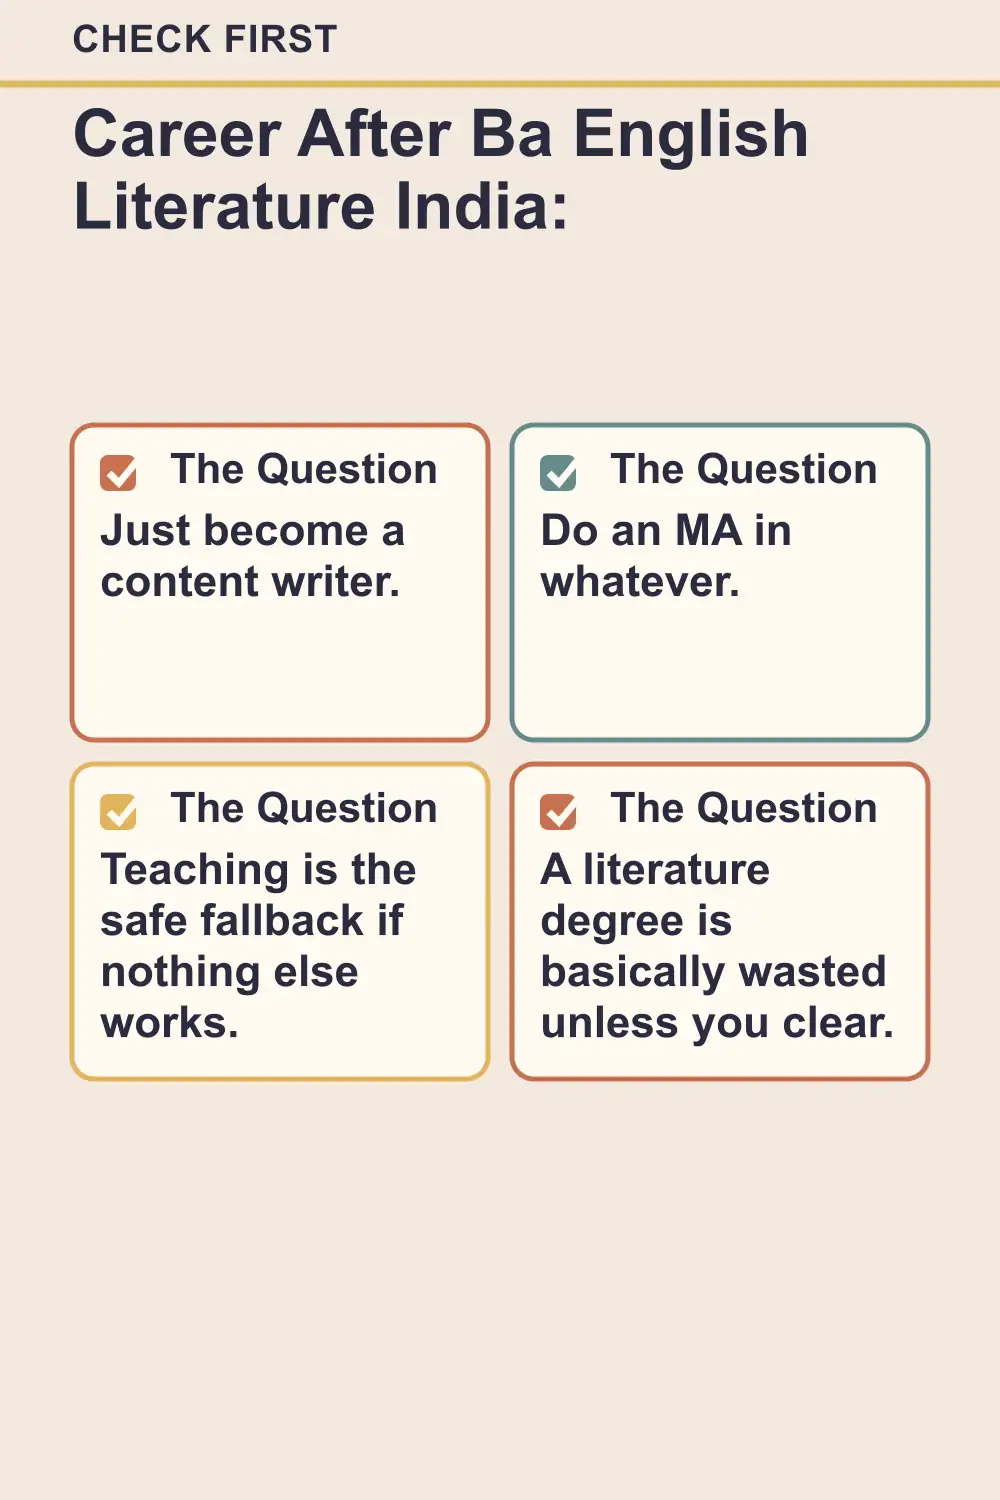 CHECK FIRST
Career After Ba English
Literature India:
The Question
Just become a
content writer.
The Question
Do an MA in
whatever.
The Question
Teaching is the
safe fallback if
nothing else
works.
The Question
A literature
degree is
basically wasted
unless you clear.